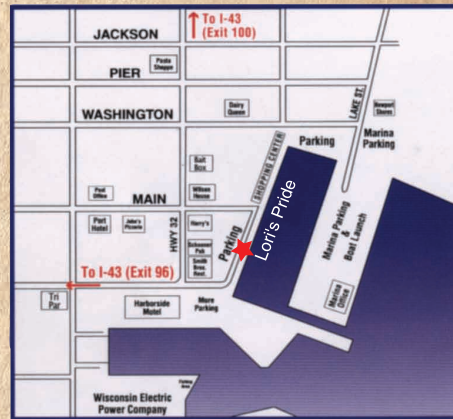 To I-43
(Exit 100)
JACKSON
PIER
Pasta
Shoppe
WASHINGTON
Dairy
Queen
LAKE ST.
Newport
Shores
Parking
Marina
Parking
SHOPPING CENTER
Bait
Box
Post
Office
Wilson
House
MAIN
Port
Hotel
John's
Pizzeria
HWY 32
Harry's
Schooner
Pub
Smith
Bros.
Rest.
Parking
Lori's Pride
Marina Parking
&
Boat Launch
To I-43 (Exit 96)
Tri
Par
Harborside
Motel
More
Parking
Marina
Office
Parking
Area
Wisconsin Electric
Power Company